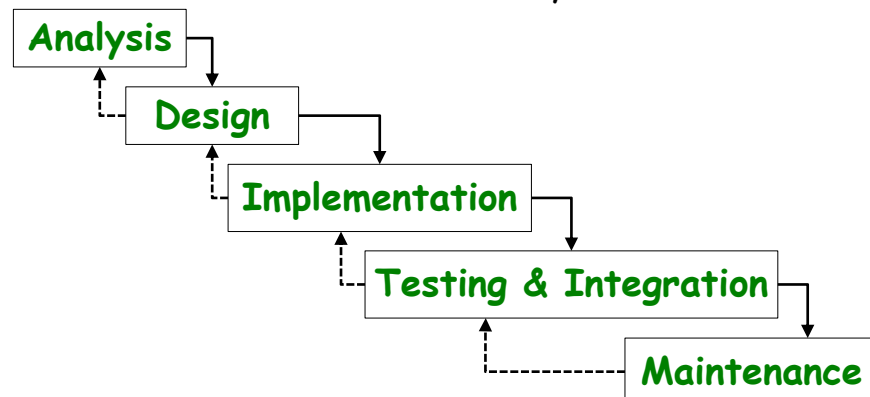 Analysis
Design
Implementation
Testing & Integration
Maintenance